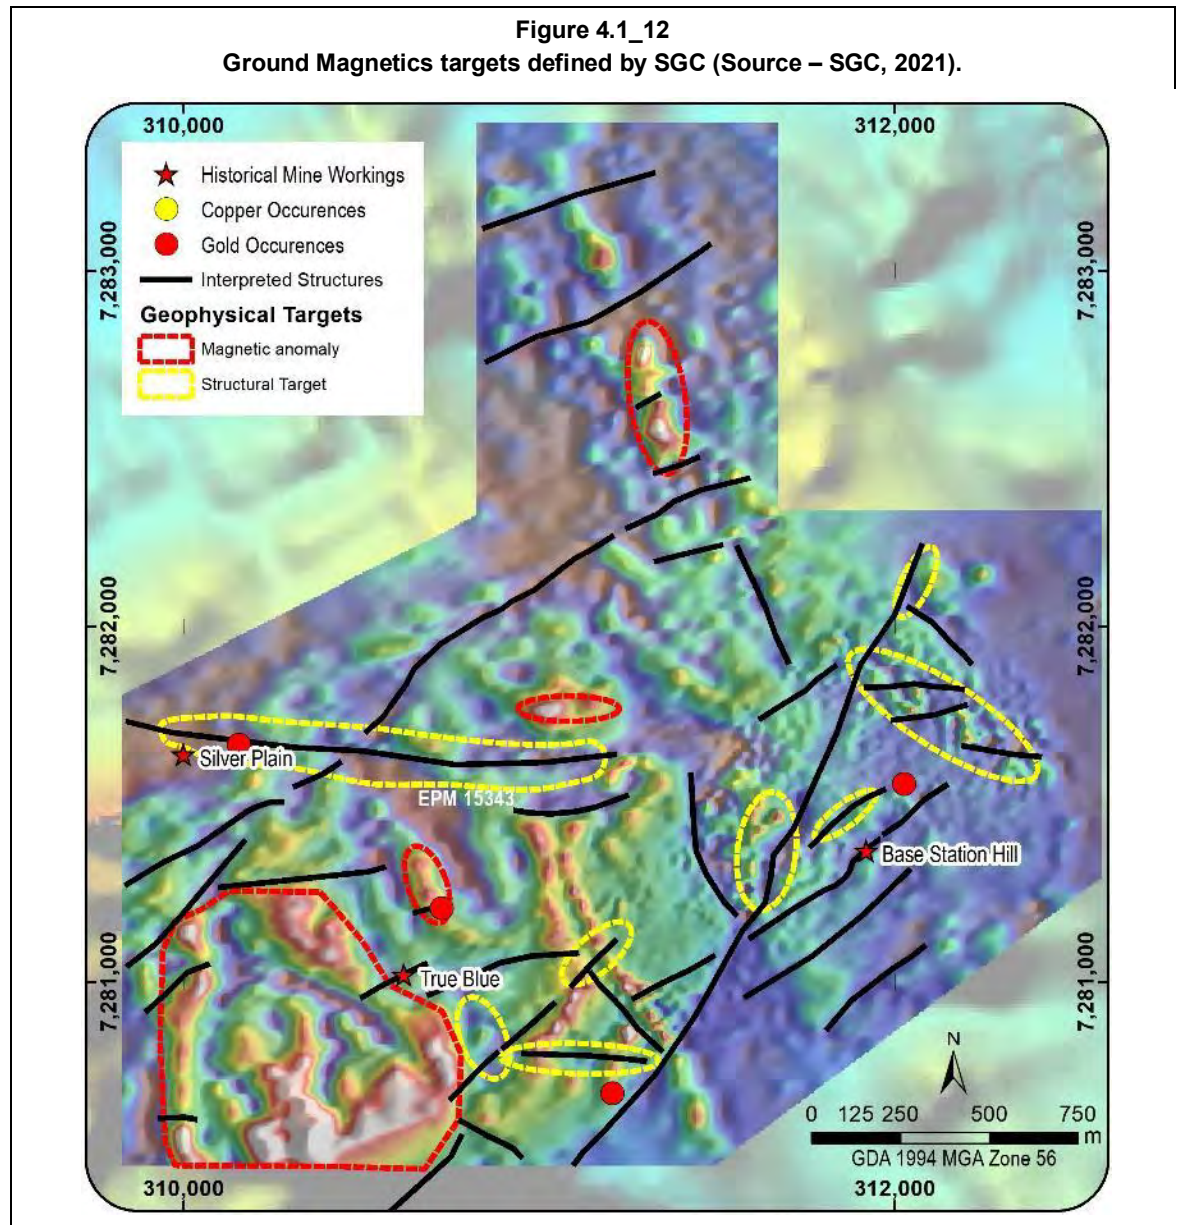 Figure 4.1_12
Ground Magnetics targets defined by SGC (Source – SGC, 2021).
310,000
312,000
Historical Mine Workings
Copper Occurences
Gold Occurences
Interpreted Structures
Geophysical Targets
Magnetic anomaly
Structural Target
7,283,000
7,283,000
7,282,000
7,282,000
Silver Plain
EPM 15343
Base Station Hill
True Blue
7,281,000
7,281,000
N
0 125 250 500 750
m
GDA 1994 MGA Zone 56
310,000
312,000